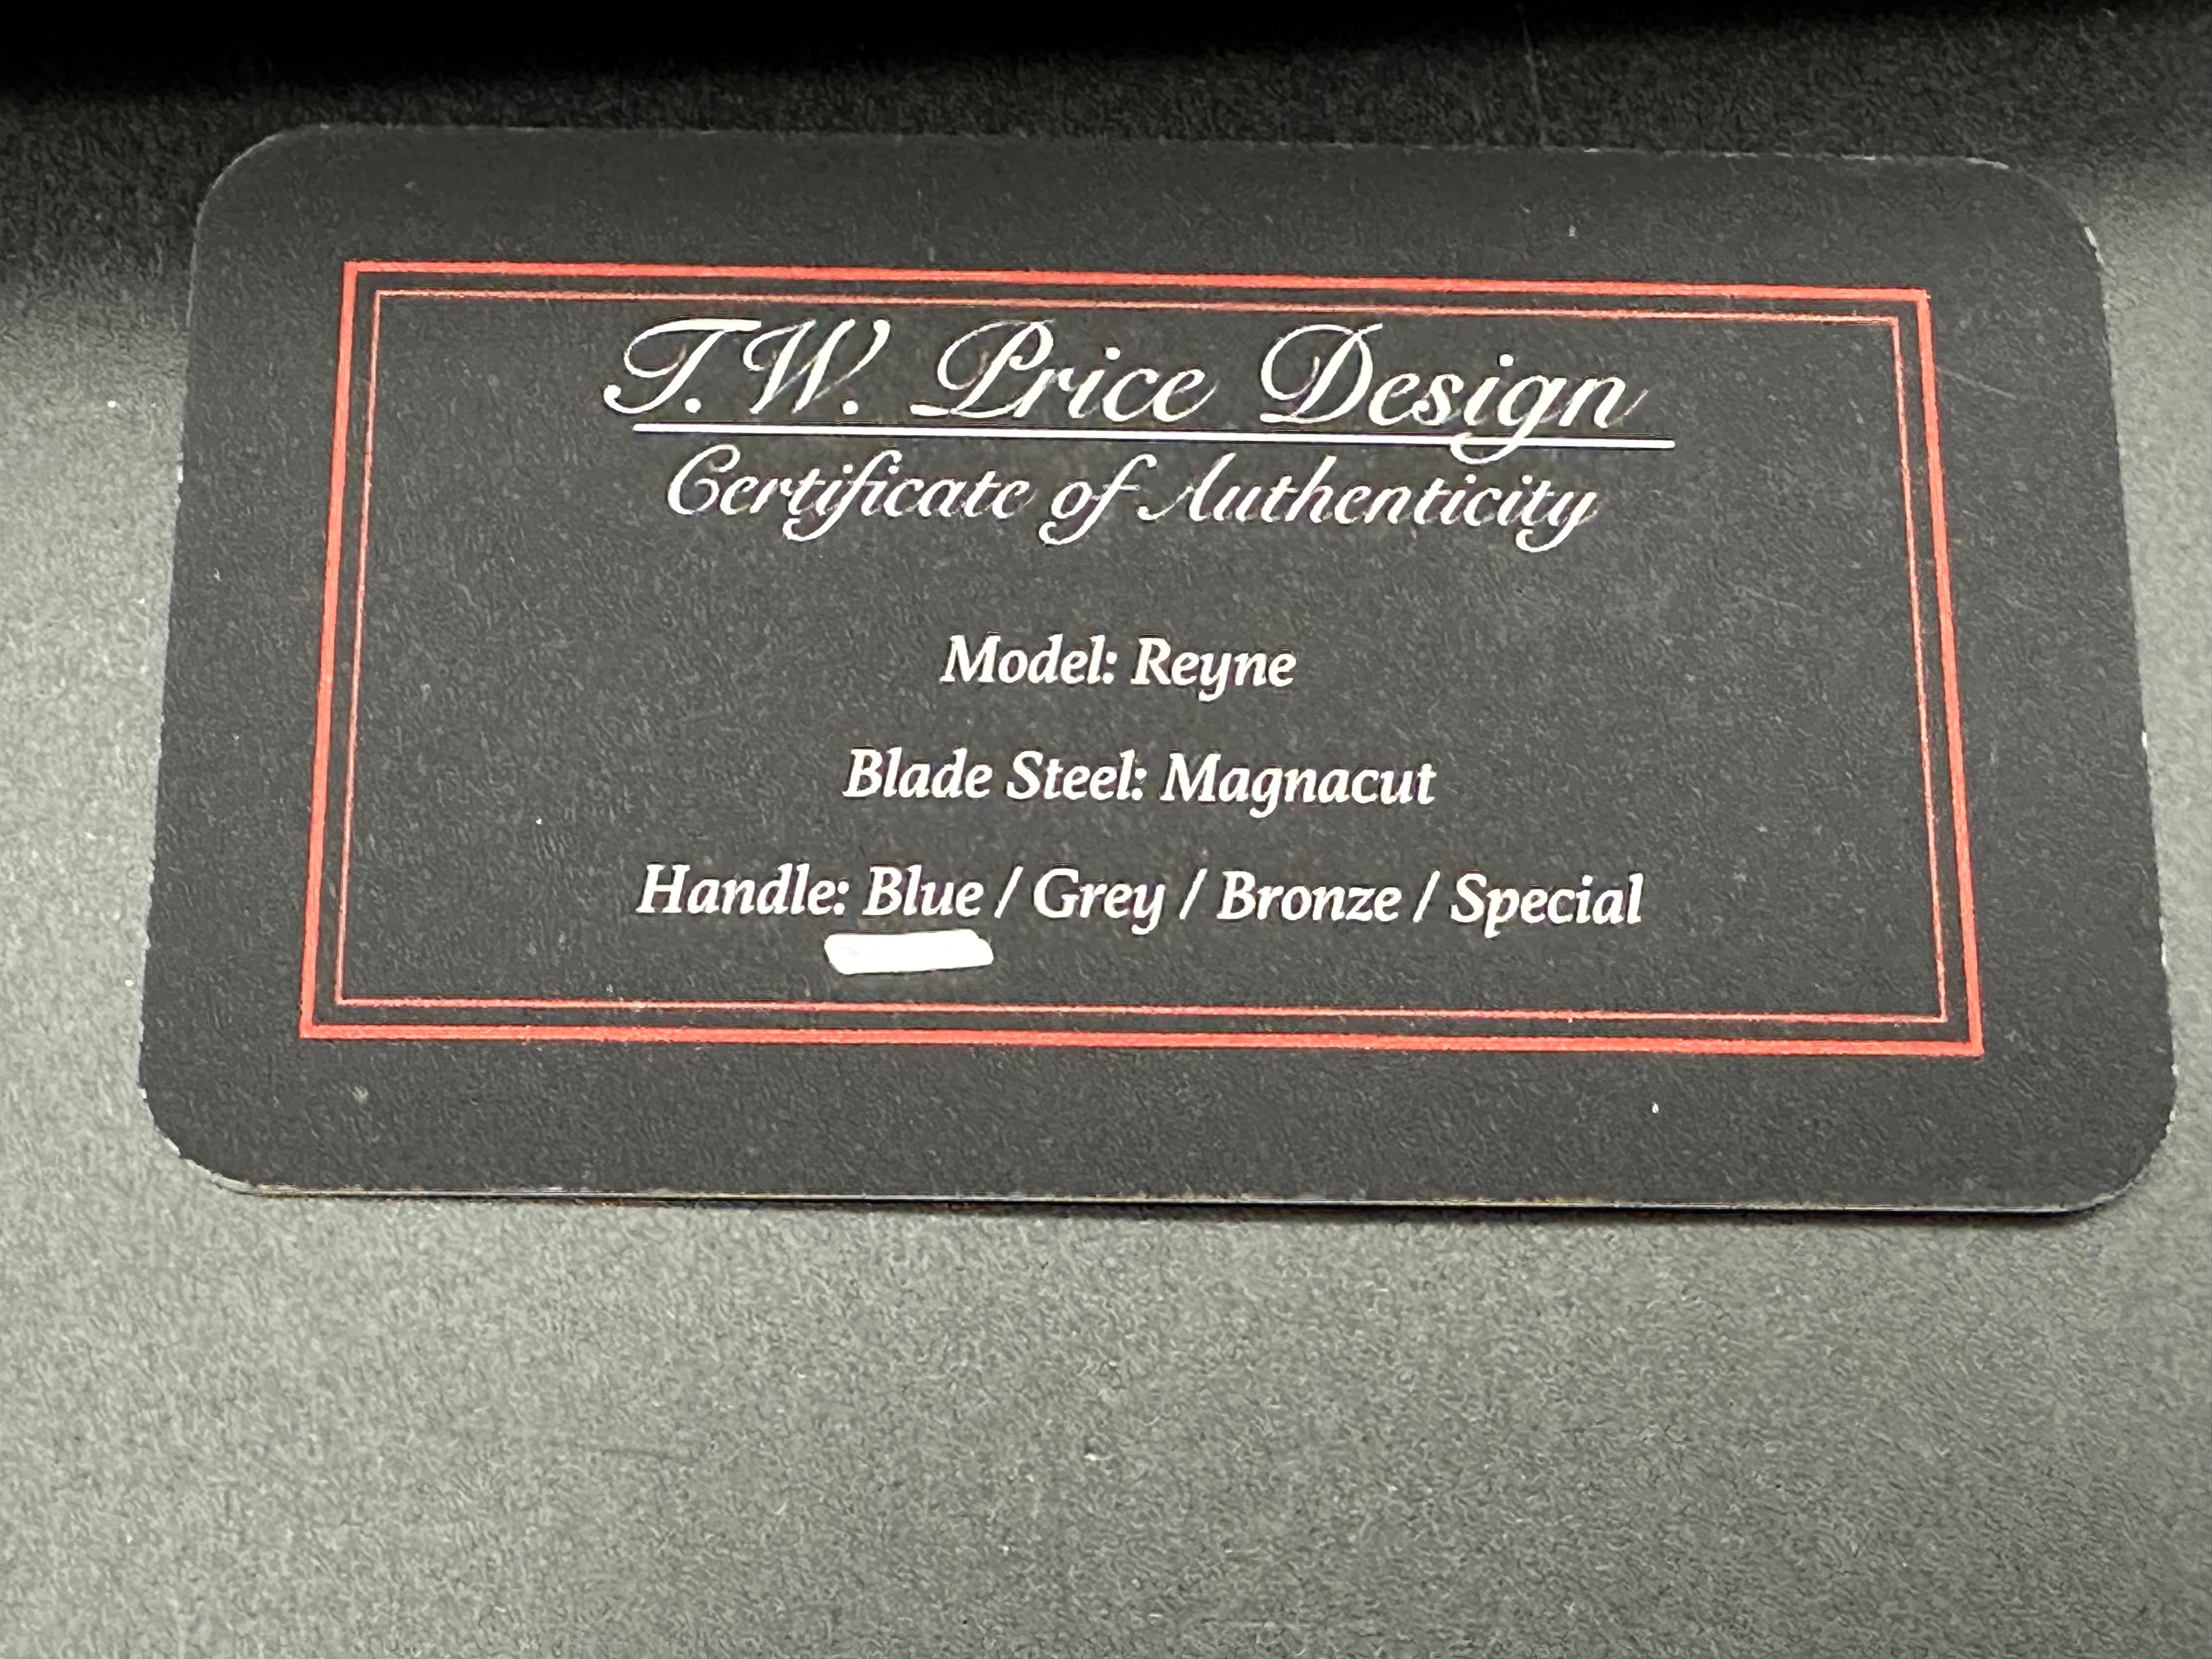 T.W. Price Design
Certificate of Authenticity
Model: Reyne
Blade Steel: Magnacut
Handle: Blue / Grey / Bronze / Special